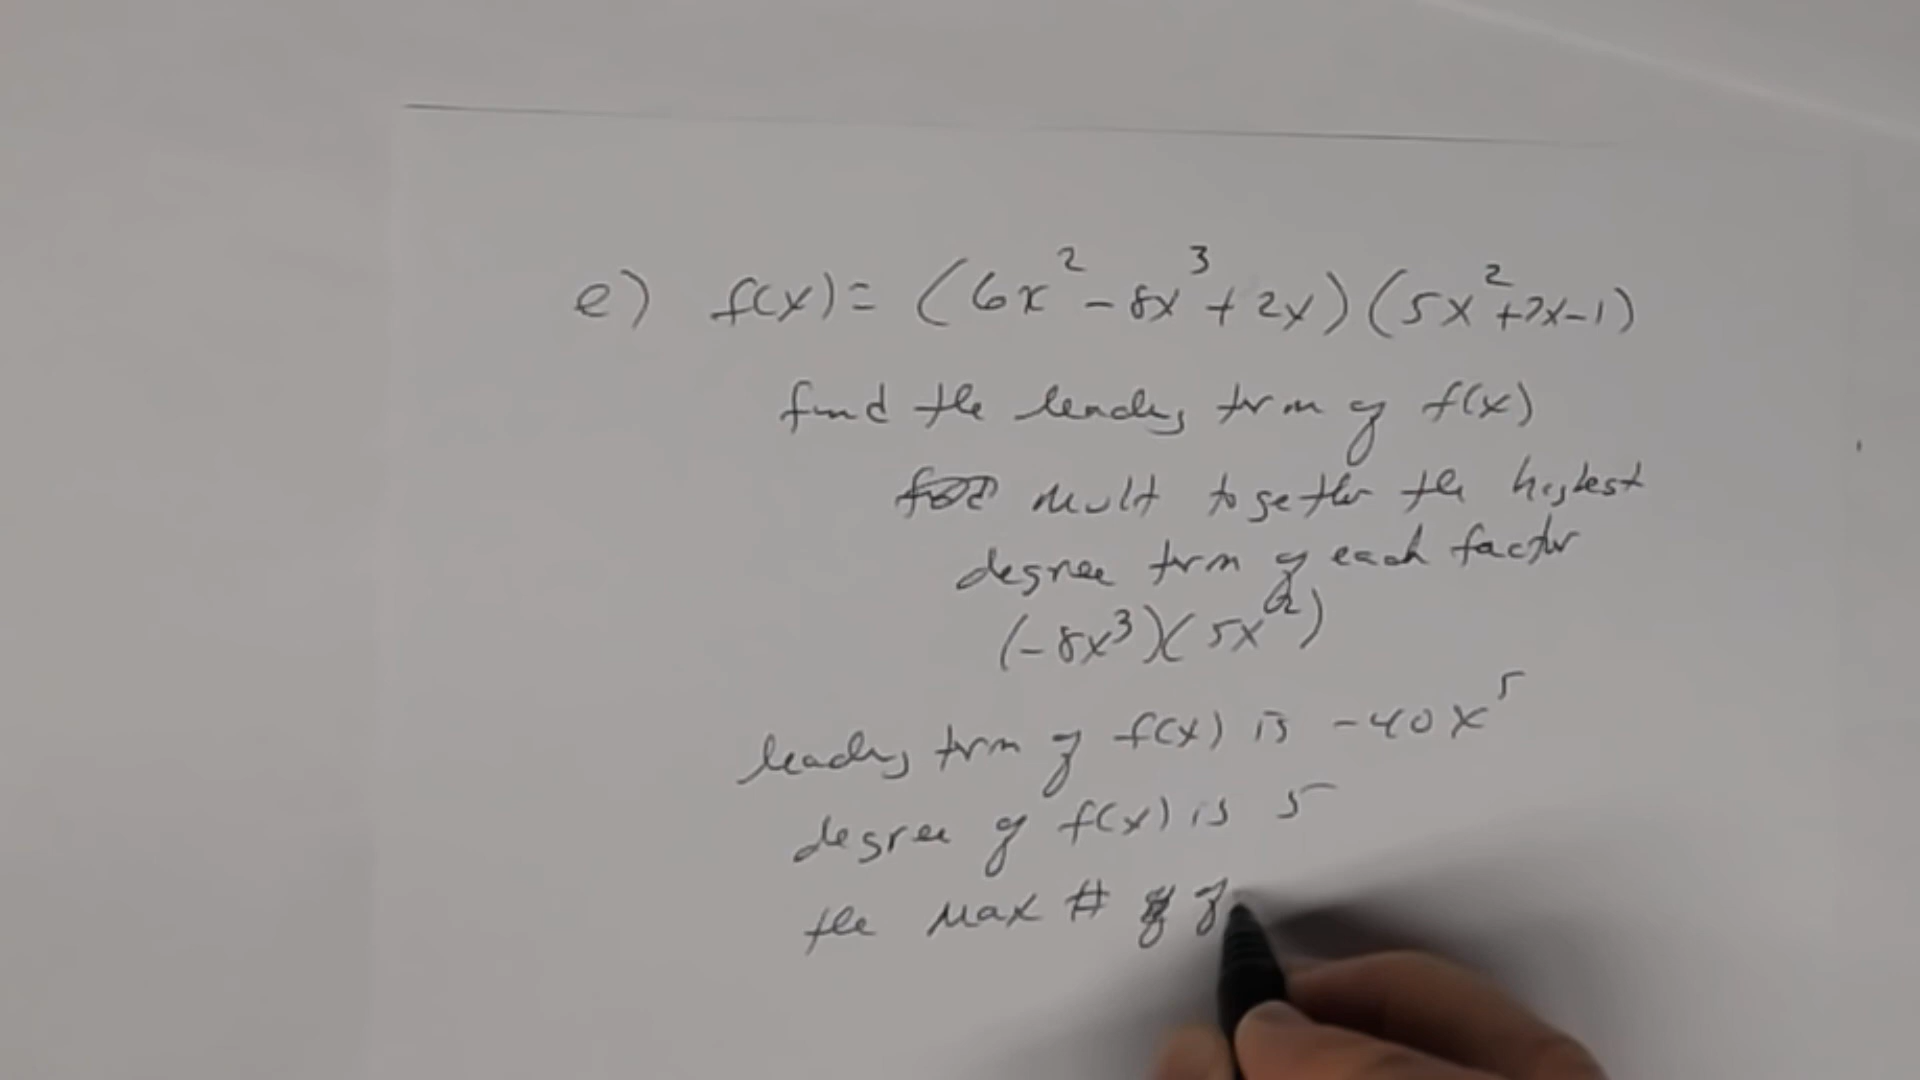 e) f(x) = (6x² - 8x³ + 2x)(5x² + 7x - 1)
find the leading term of f(x)
mult together the highest
degree term of each factor
(-8x³)(5x²)
leading term of f(x) is -40x⁵
degree of f(x) is 5
the Max # of